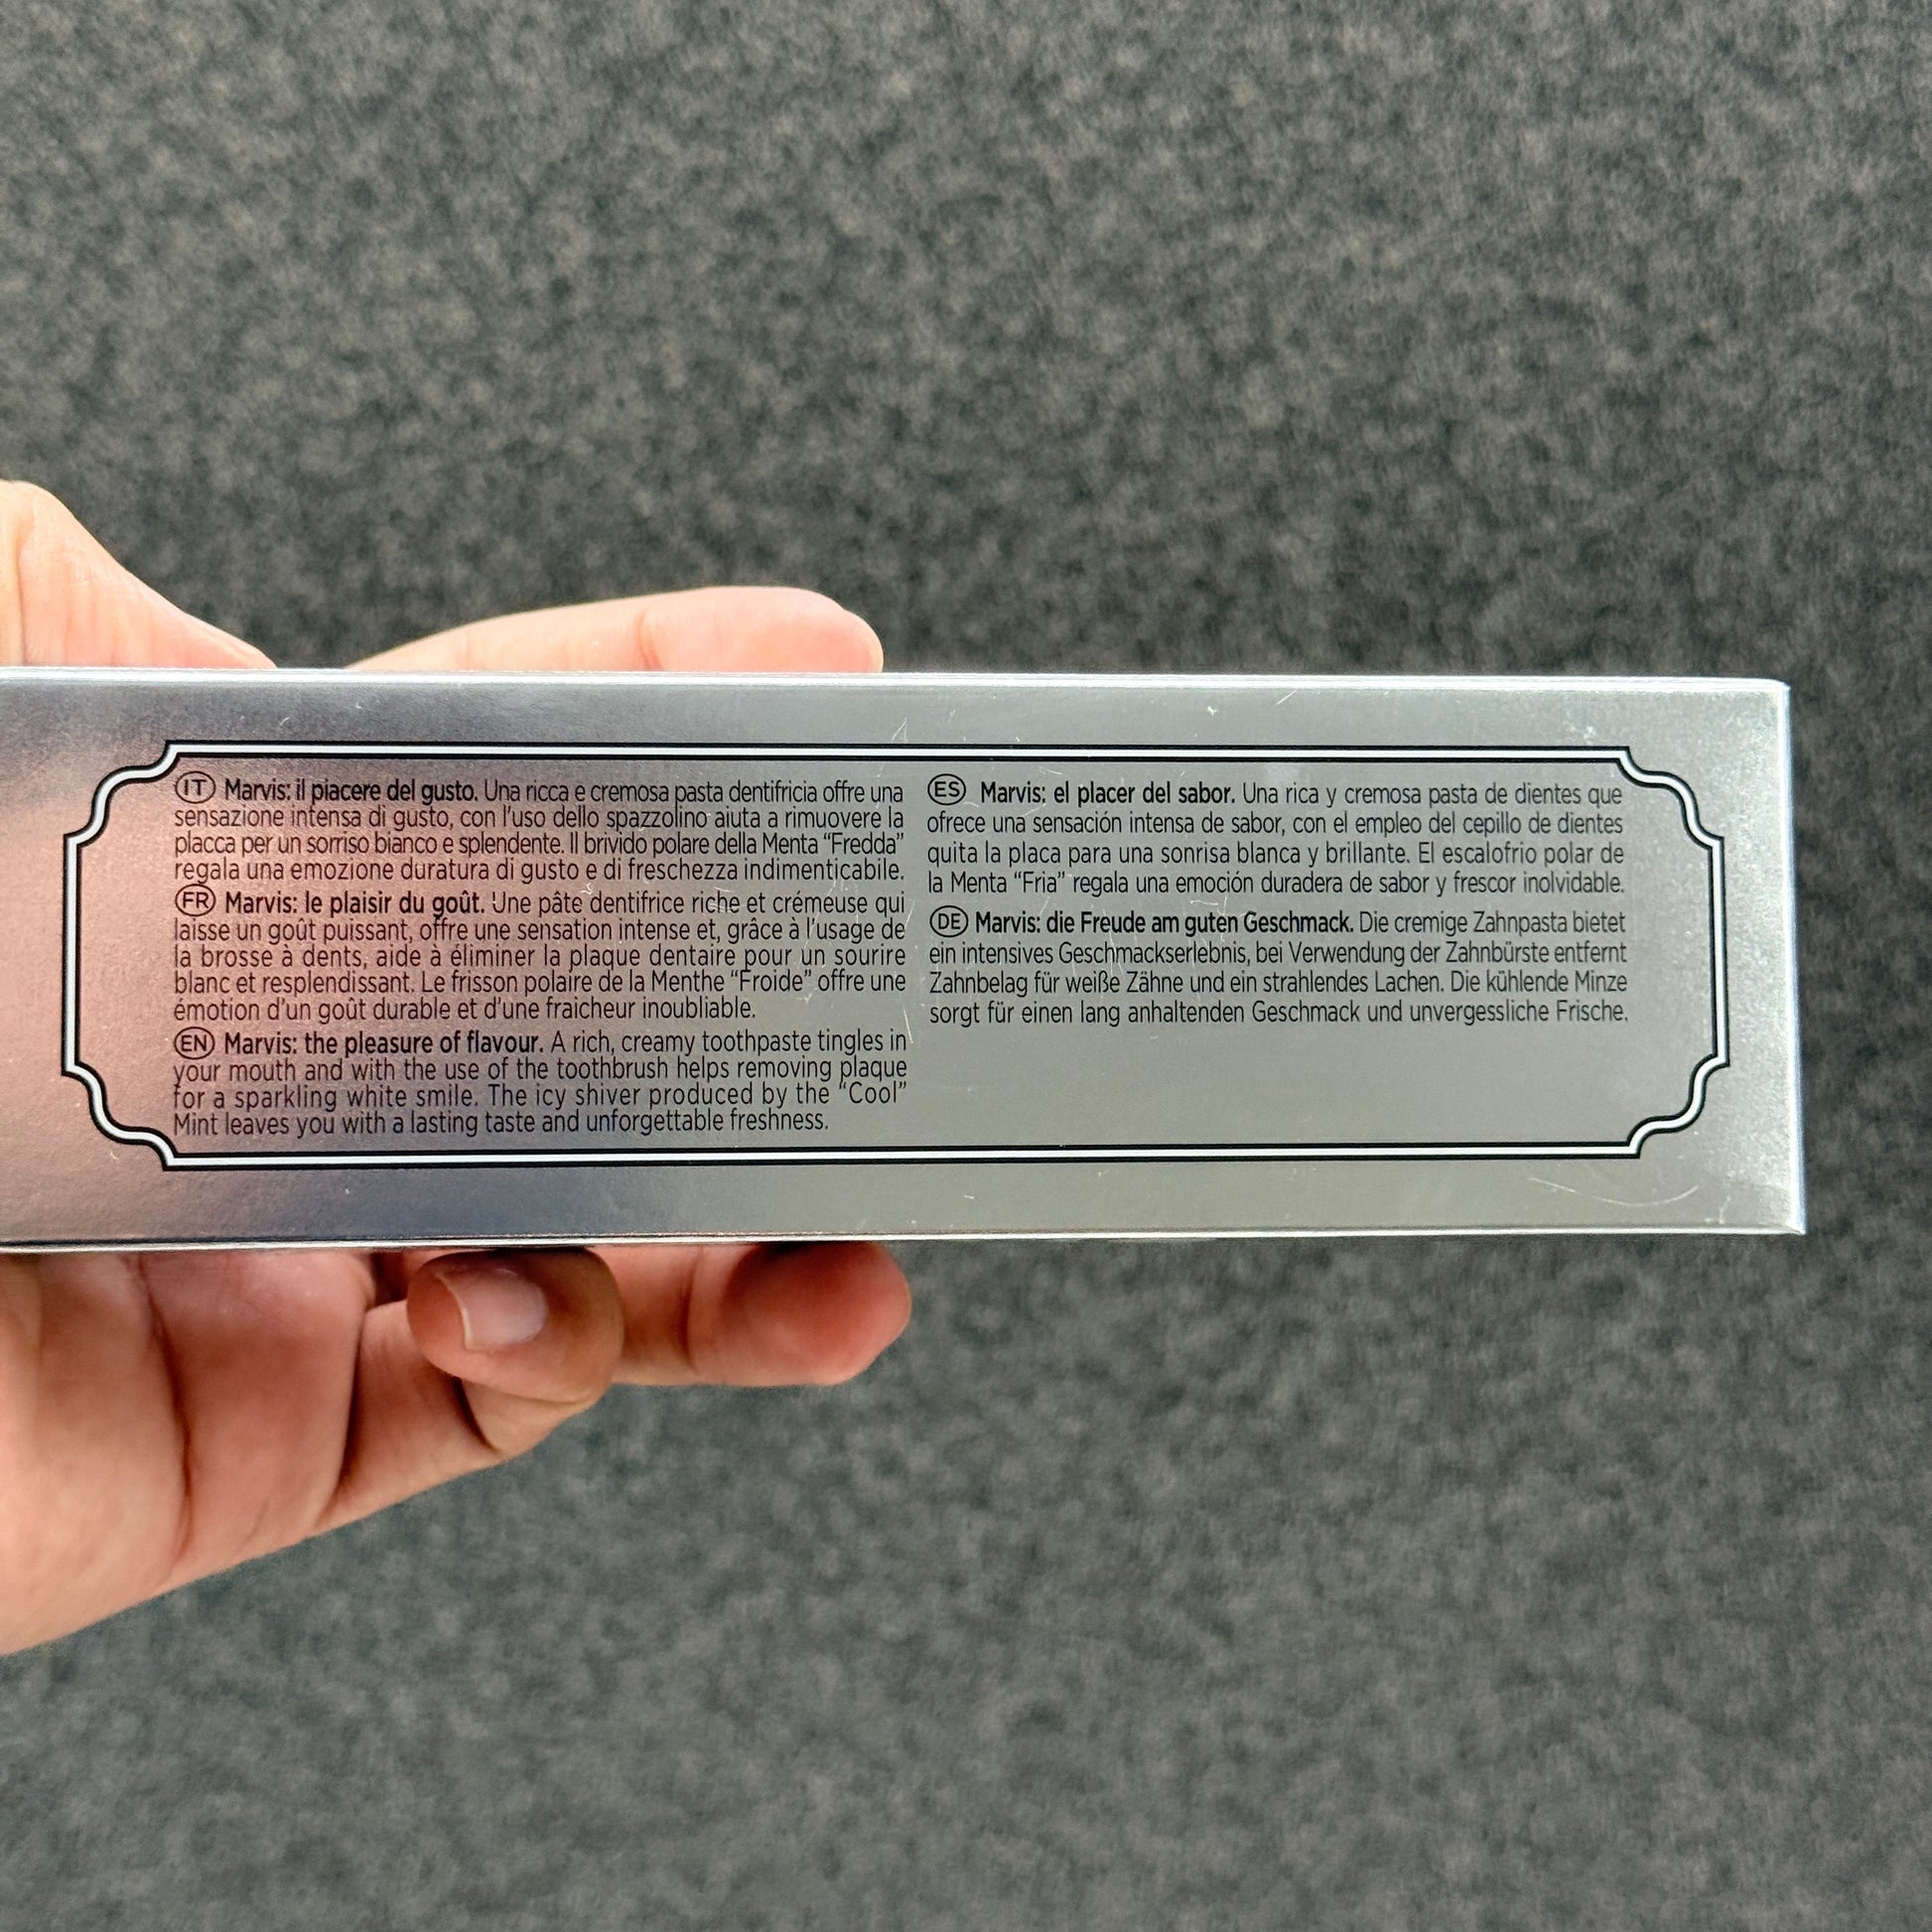 IT Marvis: il piacere del gusto. Una ricca e cremosa pasta dentifricia offre una
sensazione intensa di gusto, con l'uso dello spazzolino aiuta a rimuovere la
placca per un sorriso bianco e splendente. Il brivido polare della Menta “Fredda”
regala una emozione duratura di gusto e di freschezza indimenticabile.
FR Marvis: le plaisir du goût. Une pâte dentifrice riche et crémeuse qui
laisse un goût puissant, offre une sensation intense et, grâce à l'usage de
la brosse à dents, aide à éliminer la plaque dentaire pour un sourire
blanc et resplendissant. Le frisson polaire de la Menthe “Froide” offre une
émotion d'un goût durable et d'une fraicheur inoubliable.
EN Marvis: the pleasure of flavour. A rich, creamy toothpaste tingles in
your mouth and with the use of the toothbrush helps removing plaque
for a sparkling white smile. The icy shiver produced by the “Cool”
Mint leaves you with a lasting taste and unforgettable freshness.
ES Marvis: el placer del sabor. Una rica y cremosa pasta de dientes que
ofrece una sensación intensa de sabor, con el empleo del cepillo de dientes
quita la placa para una sonrisa blanca y brillante. El escalofrio polar de
la Menta “Fria” regala una emoción duradera de sabor y frescor inolvidable.
DE Marvis: die Freude am guten Geschmack. Die cremige Zahnpasta bietet
ein intensives Geschmackserlebnis, bei Verwendung der Zahnbürste entfernt
Zahnbelag für weiße Zähne und ein strahlendes Lachen. Die kühlende Minze
sorgt für einen lang anhaltenden Geschmack und unvergessliche Frische.